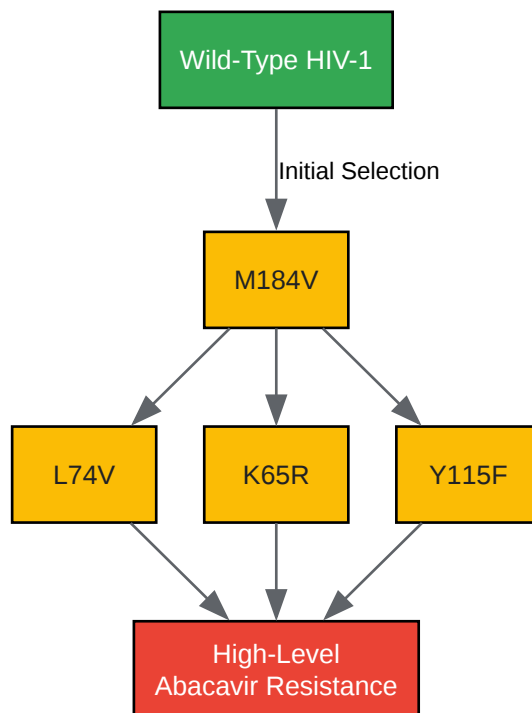 Wild-Type HIV-1
Initial Selection
M184V
L74V
K65R
Y115F
High-Level
Abacavir Resistance